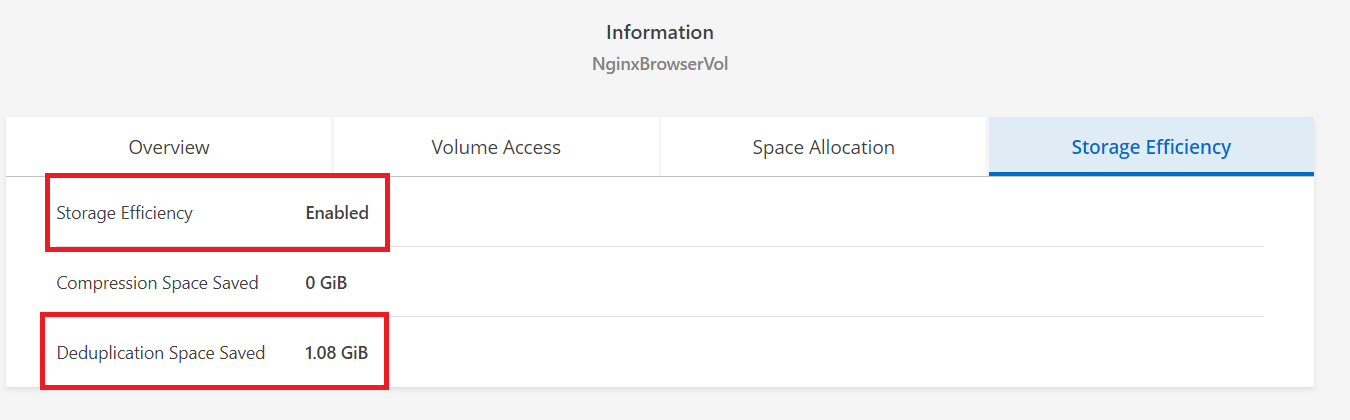 Information
NginxBrowserVol
Overview Volume Access Space Allocation Storage Efficiency
Storage Efficiency Enabled
Compression Space Saved 0 GiB
Deduplication Space Saved 1.08 GiB